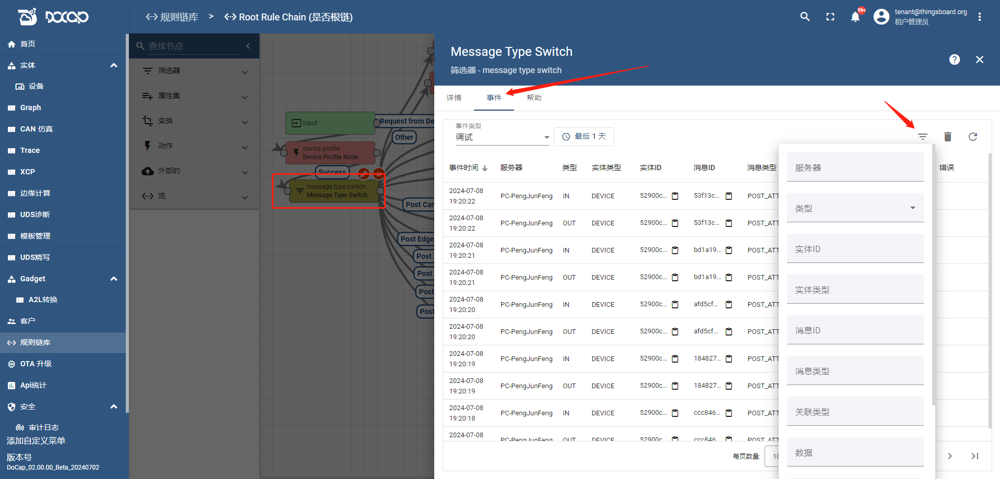 DOCAP
规则链库 > Root Rule Chain (是否根链)
99+
tenant@thingsboard.org
租户管理员
首页
实体
设备
Graph
CAN 仿真
Trace
XCP
边缘计算
UDS诊断
模板管理
UDS烧写
Gadget
A2L转换
客户
规则链库
OTA 升级
Api统计
安全
审计日志
添加自定义菜单
版本号
DoCap_02.00.00_Beta_20240702
查找节点
筛选器
属性集
变换
动作
外部的
流
Input
device profile
Device Profile Node
Success
message type switch
Message Type Switch
Request from De
Other
Post Can
Post Edge
Post
Post
Post
Post
Message Type Switch
筛选器 - message type switch
详情
事件
帮助
事件类型
调试
最后 1 天
事件时间 服务器 类型 实体类型 实体ID 消息ID 消息类型 错误
2024-07-08
19:20:22
PC-PengJunFeng IN DEVICE 52900c... 53f13c... POST_ATT
2024-07-08
19:20:22
PC-PengJunFeng OUT DEVICE 52900c... 53f13c... POST_ATT
2024-07-08
19:20:21
PC-PengJunFeng IN DEVICE 52900c... bd1a19... POST_ATT
2024-07-08
19:20:21
PC-PengJunFeng OUT DEVICE 52900c... bd1a19... POST_ATT
2024-07-08
19:20:20
PC-PengJunFeng IN DEVICE 52900c... afd5cf... POST_ATT
2024-07-08
19:20:20
PC-PengJunFeng OUT DEVICE 52900c... afd5cf... POST_ATT
2024-07-08
19:20:19
PC-PengJunFeng IN DEVICE 52900c... 184827... POST_ATT
2024-07-08
19:20:19
PC-PengJunFeng OUT DEVICE 52900c... 184827... POST_ATT
2024-07-08
19:20:18
PC-PengJunFeng IN DEVICE 52900c... ccc846... POST_ATT
2024-07-08
PC-PengJunFeng OUT DEVICE 52900c... ccc846... POST_ATT
每页数量: 10
服务器
类型
实体ID
实体类型
消息ID
消息类型
关联类型
数据